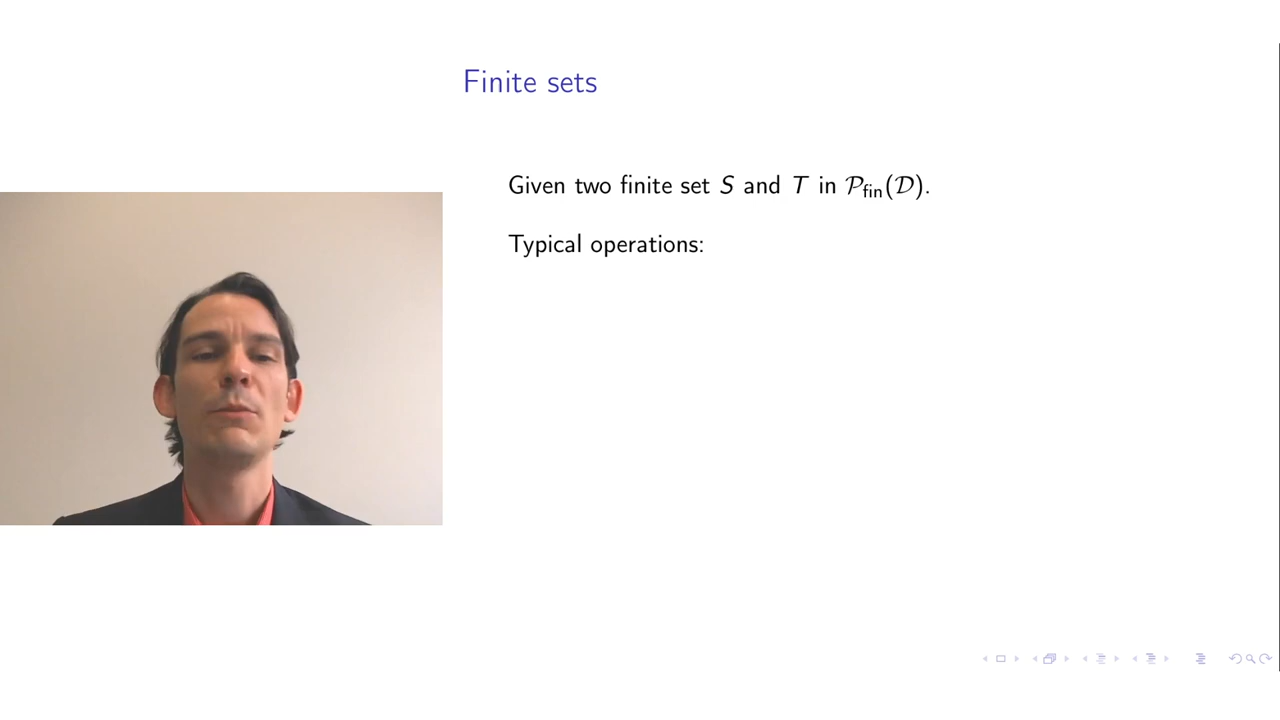 Finite sets
Given two finite set S and T in 𝒫fin(𝒟).
Typical operations: